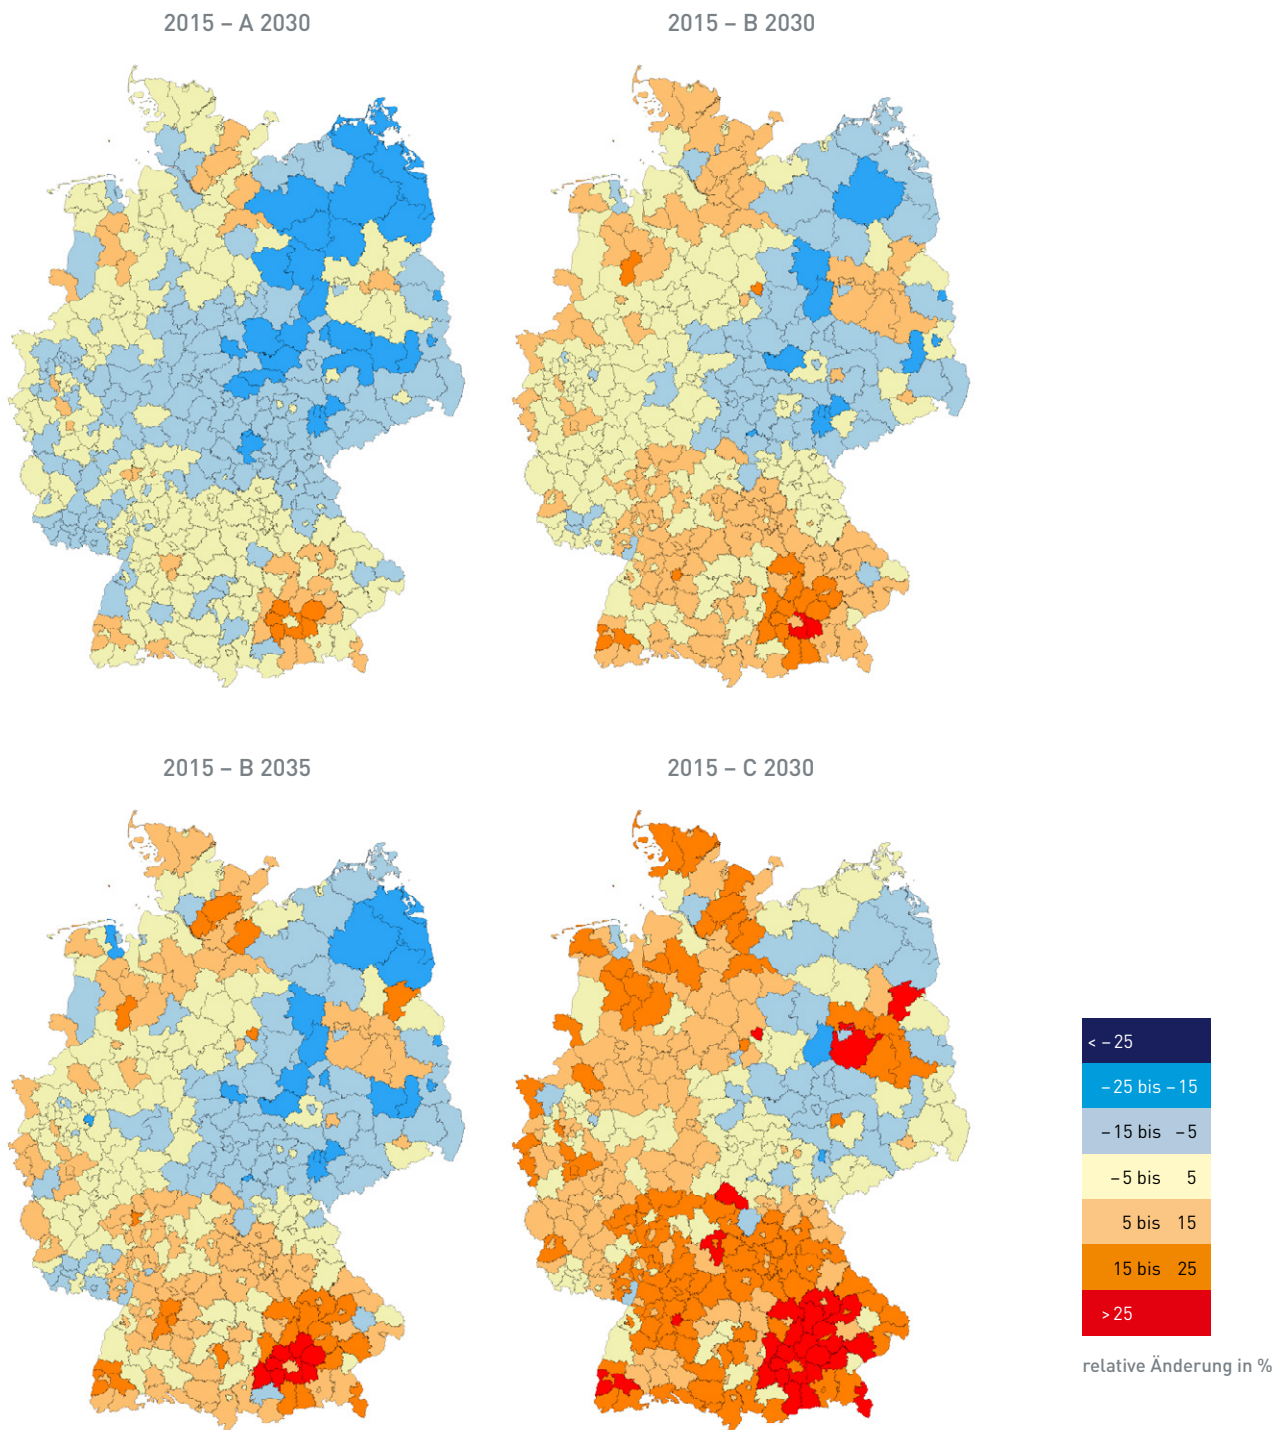 2015 – A 2030
2015 – B 2030
2015 – B 2035
2015 – C 2030
< – 25
– 25 bis – 15
– 15 bis – 5
– 5 bis 5
5 bis 15
15 bis 25
> 25
relative Änderung in %